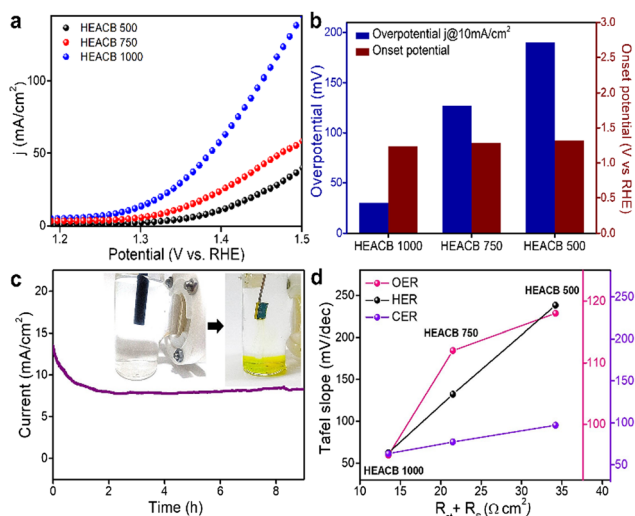 a
HEACB 500
HEACB 750
HEACB 1000
j (mA/cm²)
100
50
0
1.2
1.3
1.4
1.5
Potential (V vs. RHE)
b
Overpotential j@10mA/cm²
Onset potential
Overpotential (mV)
200
150
100
50
0
3.0
2.5
2.0
1.5
1.0
0.5
0.0
Onset potential (V vs RHE)
HEACB 1000
HEACB 750
HEACB 500
c
Current (mA/cm²)
20
15
10
5
0
0
2
4
6
8
Time (h)
d
OER
HER
CER
HEACB 500
HEACB 750
HEACB 1000
Tafel slope (mV/dec)
250
200
150
100
50
120
110
100
250
200
150
100
50
10
15
20
25
30
35
40
(Ω cm²)